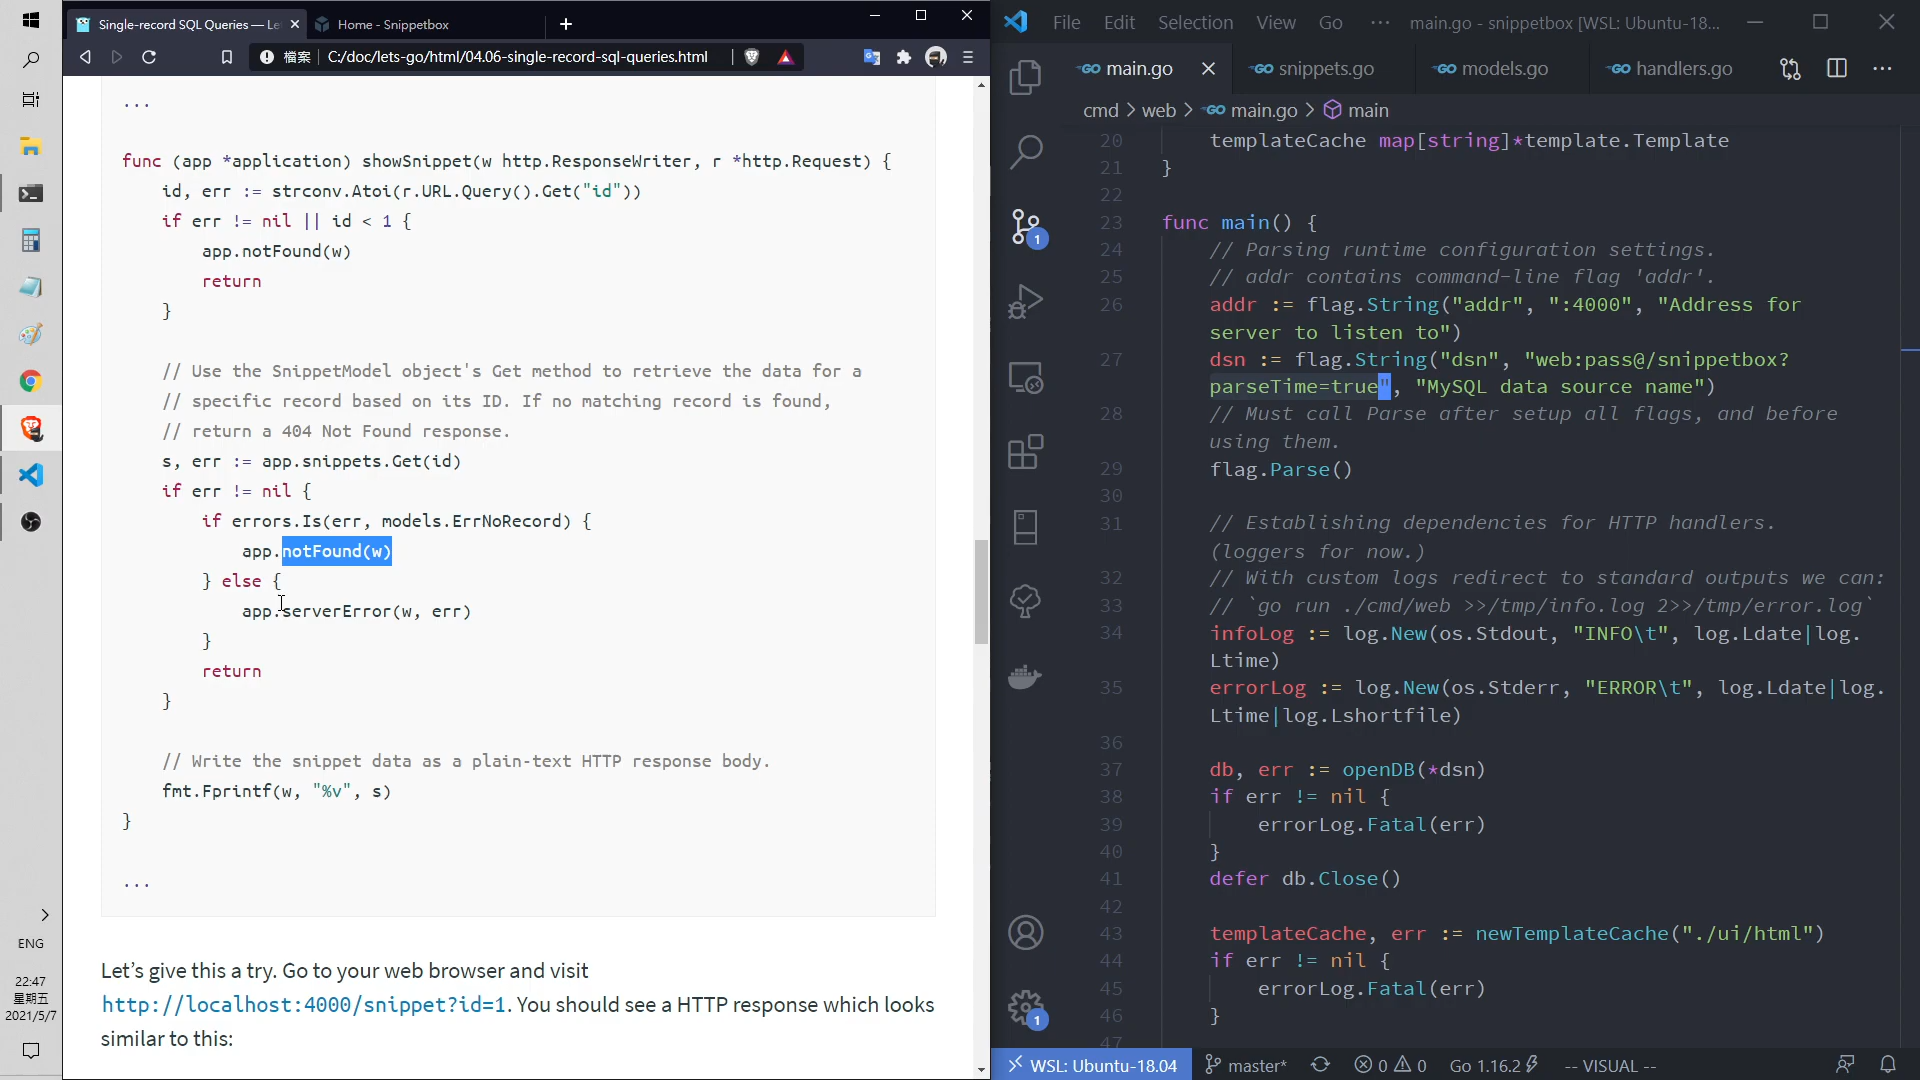 Single-record SQL Queries — Le
Home - Snippetbox
檔案
C:/doc/lets-go/html/04.06-single-record-sql-queries.html
...
func (app *application) showSnippet(w http.ResponseWriter, r *http.Request) {
id, err := strconv.Atoi(r.URL.Query().Get("id"))
if err != nil || id < 1 {
app.notFound(w)
return
}
// Use the SnippetModel object's Get method to retrieve the data for a
// specific record based on its ID. If no matching record is found,
// return a 404 Not Found response.
s, err := app.snippets.Get(id)
if err != nil {
if errors.Is(err, models.ErrNoRecord) {
app.notFound(w)
} else {
app.serverError(w, err)
}
return
}
// Write the snippet data as a plain-text HTTP response body.
fmt.Fprintf(w, "%v", s)
}
...
Let’s give this a try. Go to your web browser and visit
http://localhost:4000/snippet?id=1. You should see a HTTP response which looks
similar to this:
ENG
22:47
星期五
2021/5/7
File Edit Selection View Go ··· main.go - snippetbox [WSL: Ubuntu-18...
main.go
snippets.go
models.go
handlers.go
cmd > web > main.go > main
20 templateCache map[string]*template.Template
21 }
22
23 func main() {
24 // Parsing runtime configuration settings.
25 // addr contains command-line flag 'addr'.
26 addr := flag.String("addr", ":4000", "Address for
server to listen to")
27 dsn := flag.String("dsn", "web:pass@/snippetbox?
parseTime=true", "MySQL data source name")
28 // Must call Parse after setup all flags, and before
using them.
29 flag.Parse()
30
31 // Establishing dependencies for HTTP handlers.
(loggers for now.)
32 // With custom logs redirect to standard outputs we can:
33 // `go run ./cmd/web >>/tmp/info.log 2>>/tmp/error.log`
34 infoLog := log.New(os.Stdout, "INFO\t", log.Ldate|log.
Ltime)
35 errorLog := log.New(os.Stderr, "ERROR\t", log.Ldate|log.
Ltime|log.Lshortfile)
36
37 db, err := openDB(*dsn)
38 if err != nil {
39 errorLog.Fatal(err)
40 }
41 defer db.Close()
42
43 templateCache, err := newTemplateCache("./ui/html")
44 if err != nil {
45 errorLog.Fatal(err)
46 }
47
1
1
WSL: Ubuntu-18.04 master* 0 0 Go 1.16.2 -- VISUAL --